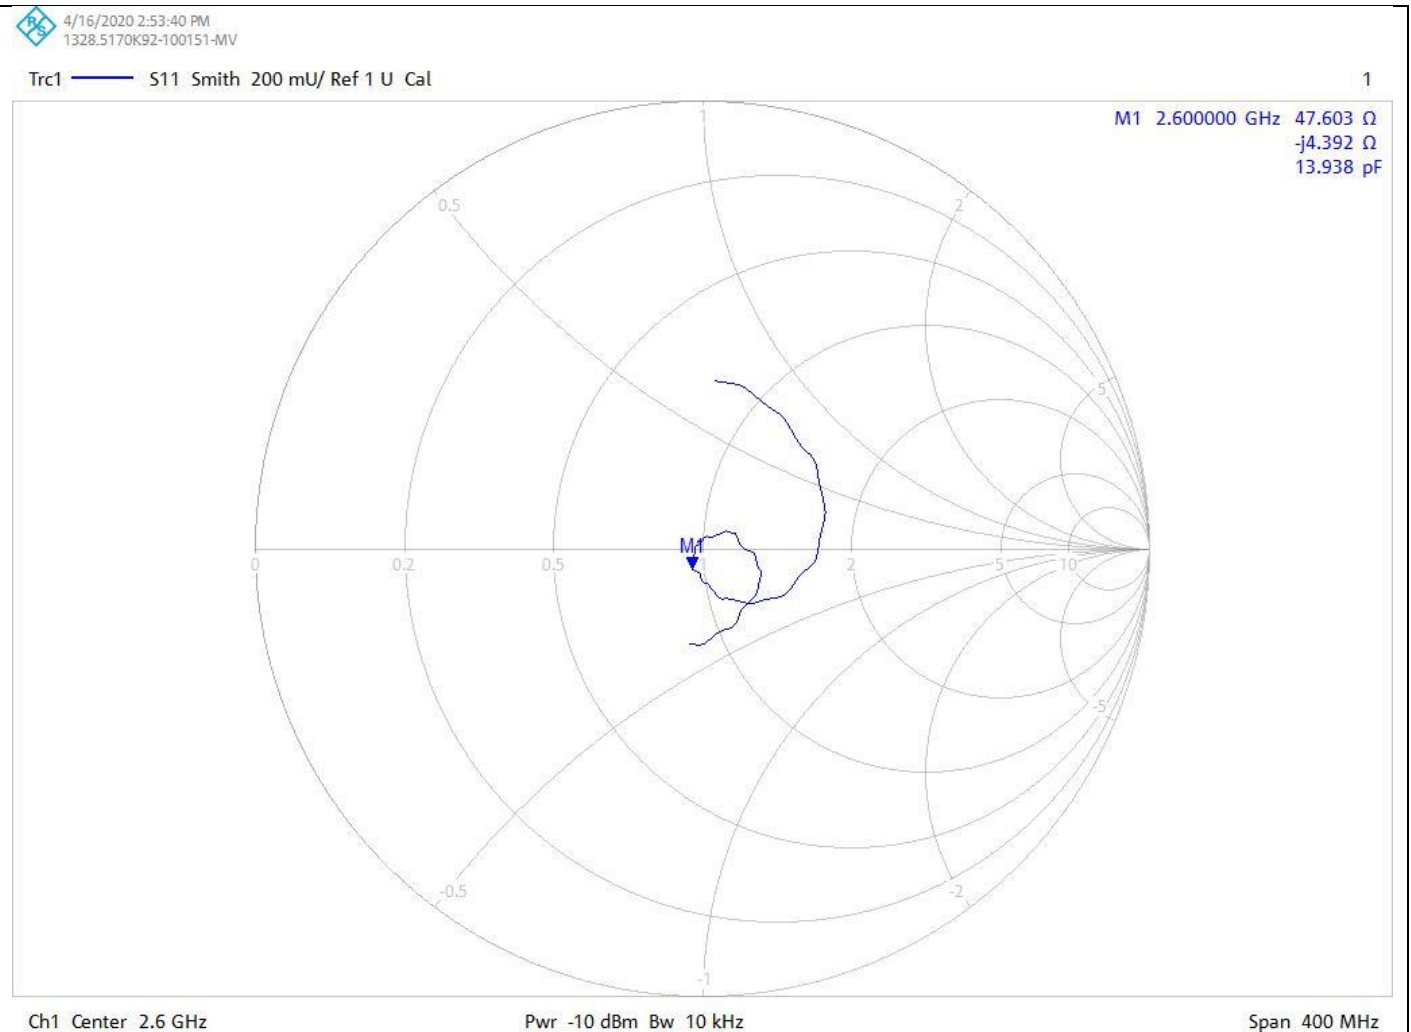 R&S
4/16/2020 2:53:40 PM
1328.5170K92-100151-MV
Trc1 S11 Smith 200 mU/ Ref 1 U Cal 1
M1 2.600000 GHz 47.603 Ω
-j4.392 Ω
13.938 pF
1
0.5 2
5
M1
0 0.2 0.5 1 2 5 10
-5
-0.5 -2
-1
Ch1 Center 2.6 GHz Pwr -10 dBm Bw 10 kHz Span 400 MHz